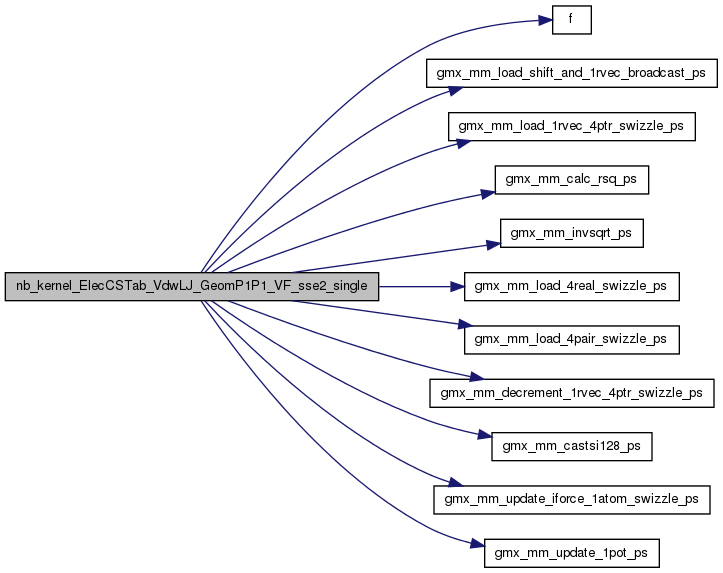 f
gmx_mm_load_shift_and_1rvec_broadcast_ps
gmx_mm_load_1rvec_4ptr_swizzle_ps
gmx_mm_calc_rsq_ps
gmx_mm_invsqrt_ps
nb_kernel_ElecCSTab_VdwLJ_GeomP1P1_VF_sse2_single
gmx_mm_load_4real_swizzle_ps
gmx_mm_load_4pair_swizzle_ps
gmx_mm_decrement_1rvec_4ptr_swizzle_ps
gmx_mm_castsi128_ps
gmx_mm_update_iforce_1atom_swizzle_ps
gmx_mm_update_1pot_ps